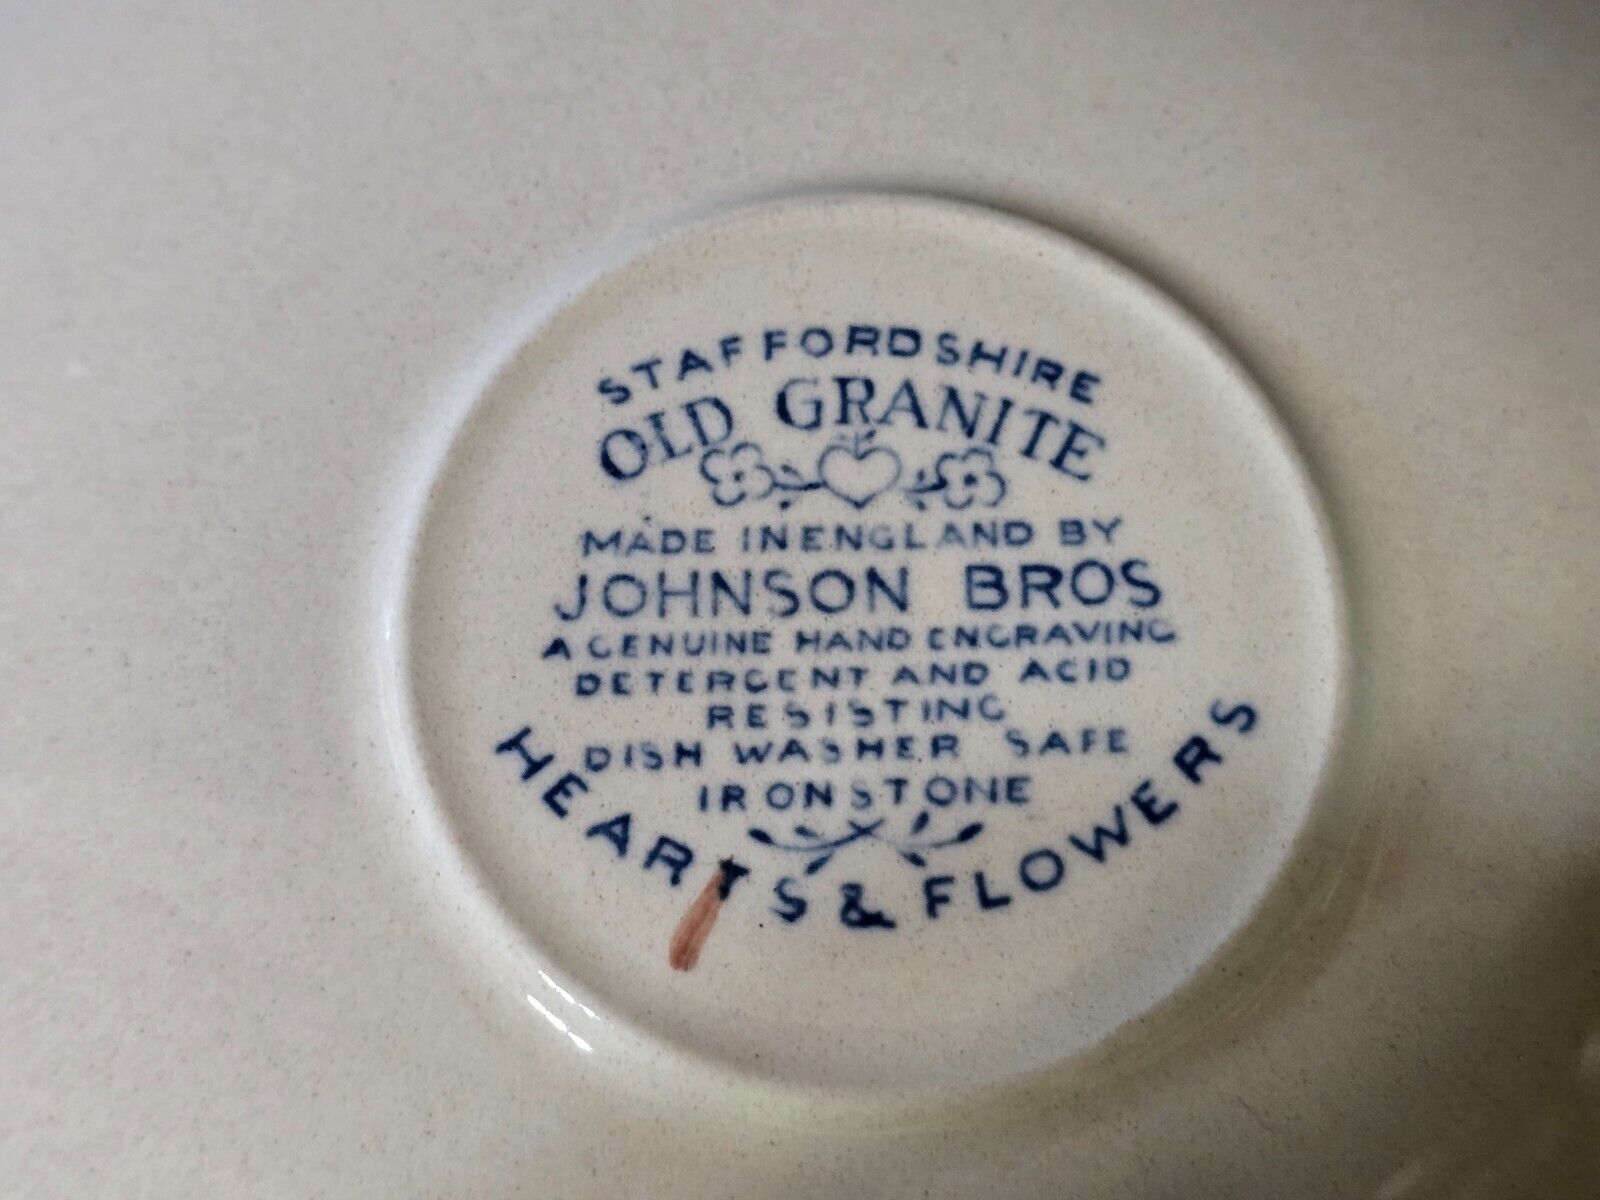 STAFFORDSHIRE
OLD GRANITE
MADE IN ENGLAND BY
JOHNSON BROS
A GENUINE HAND ENGRAVING
DETERGENT AND ACID
RESISTING
DISH WASHER SAFE
IRONSTONE
HEARTS & FLOWERS